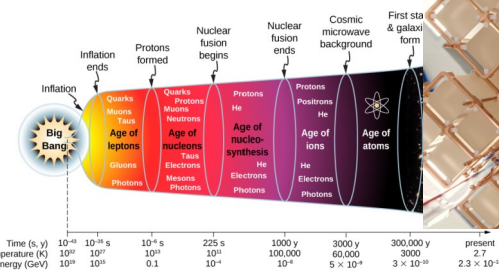 Inflation
Inflation
ends
Protons
formed
Nuclear
fusion
begins
Nuclear
fusion
ends
Cosmic
microwave
background
First
form
Big
Bang
Quarks
Muons
Taus
Age of
leptons
Gluons
Photons
Quarks
Protons
Muons
Neutrons
Age of
nucleons
Taus
Electrons
Mesons
Photons
Protons
He
Age of
nucleo-
synthesis
He
Electrons
Photons
Protons
Positrons
He
Age of
ions
He
Electrons
Photons
Age of
atoms
Time (s, y) 10⁻⁴³ 10⁻³⁵ s 10⁻⁶ s 225 s 1000 y 3000 y 300,000 y present
(K) 10³² 10²⁷ 10¹³ 10¹¹ 100,000 60,000 3000 2.7
(GeV) 10¹⁹ 10¹⁵ 0.1 10⁻⁴ 10⁻⁸ 5 × 10⁻⁹ 3 × 10⁻¹⁰